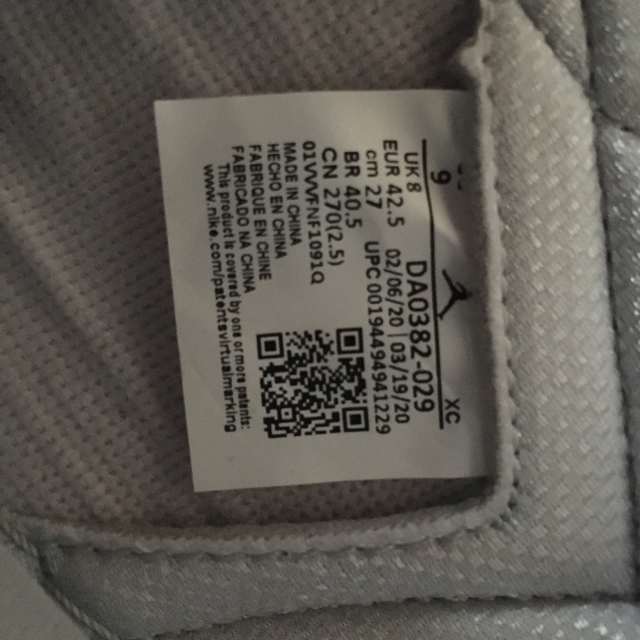 9 XC
UK 8 DA0382-029
EUR 42.5 02/06/20 03/19/20
cm 27 UPC 00194494941229
BR 40.5
CN 270(2.5)
01VVFNF1091Q
MADE IN CHINA
HECHO EN CHINA
FABRIQUE EN CHINE
FABRICADO NA CHINA
This product is covered by one or more patents:
www.nike.com/patentsvirtualmarking